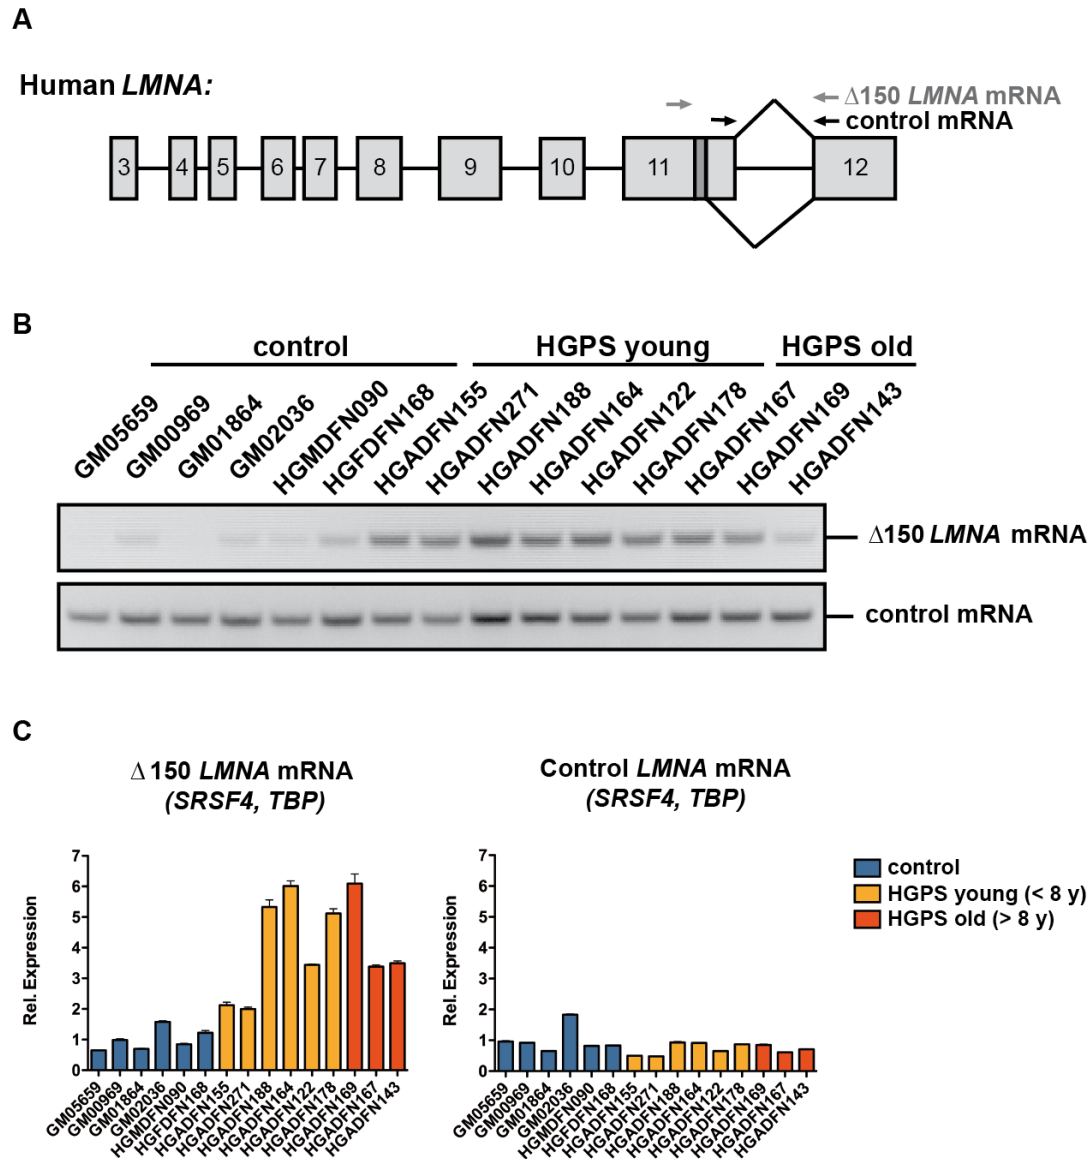 A
Human LMNA:
Δ150 LMNA mRNA
control mRNA
3 4 5 6 7 8 9 10 11 12
B
control HGPS young HGPS old
GM05659 GM00969 GM01864 GM02036 HGMDFN090 HGFDFN168 HGADFN155 HGADFN271 HGADFN188 HGADFN164 HGADFN122 HGADFN178 HGADFN167 HGADFN169 HGADFN143
Δ150 LMNA mRNA
control mRNA
C
Δ 150 LMNA mRNA
(SRSF4, TBP)
Rel. Expression
7
6
5
4
3
2
1
0
GM05659 GM00969 GM01864 GM02036 HGMDFN090 HGFDFN168 HGADFN155 HGADFN271 HGADFN188 HGADFN164 HGADFN122 HGADFN178 HGADFN169 HGADFN167 HGADFN143
Control LMNA mRNA
(SRSF4, TBP)
Rel. Expression
7
6
5
4
3
2
1
0
GM05659 GM00969 GM01864 GM02036 HGMDFN090 HGFDFN168 HGADFN155 HGADFN271 HGADFN188 HGADFN164 HGADFN122 HGADFN178 HGADFN169 HGADFN167 HGADFN143
control
HGPS young (< 8 y)
HGPS old (> 8 y)